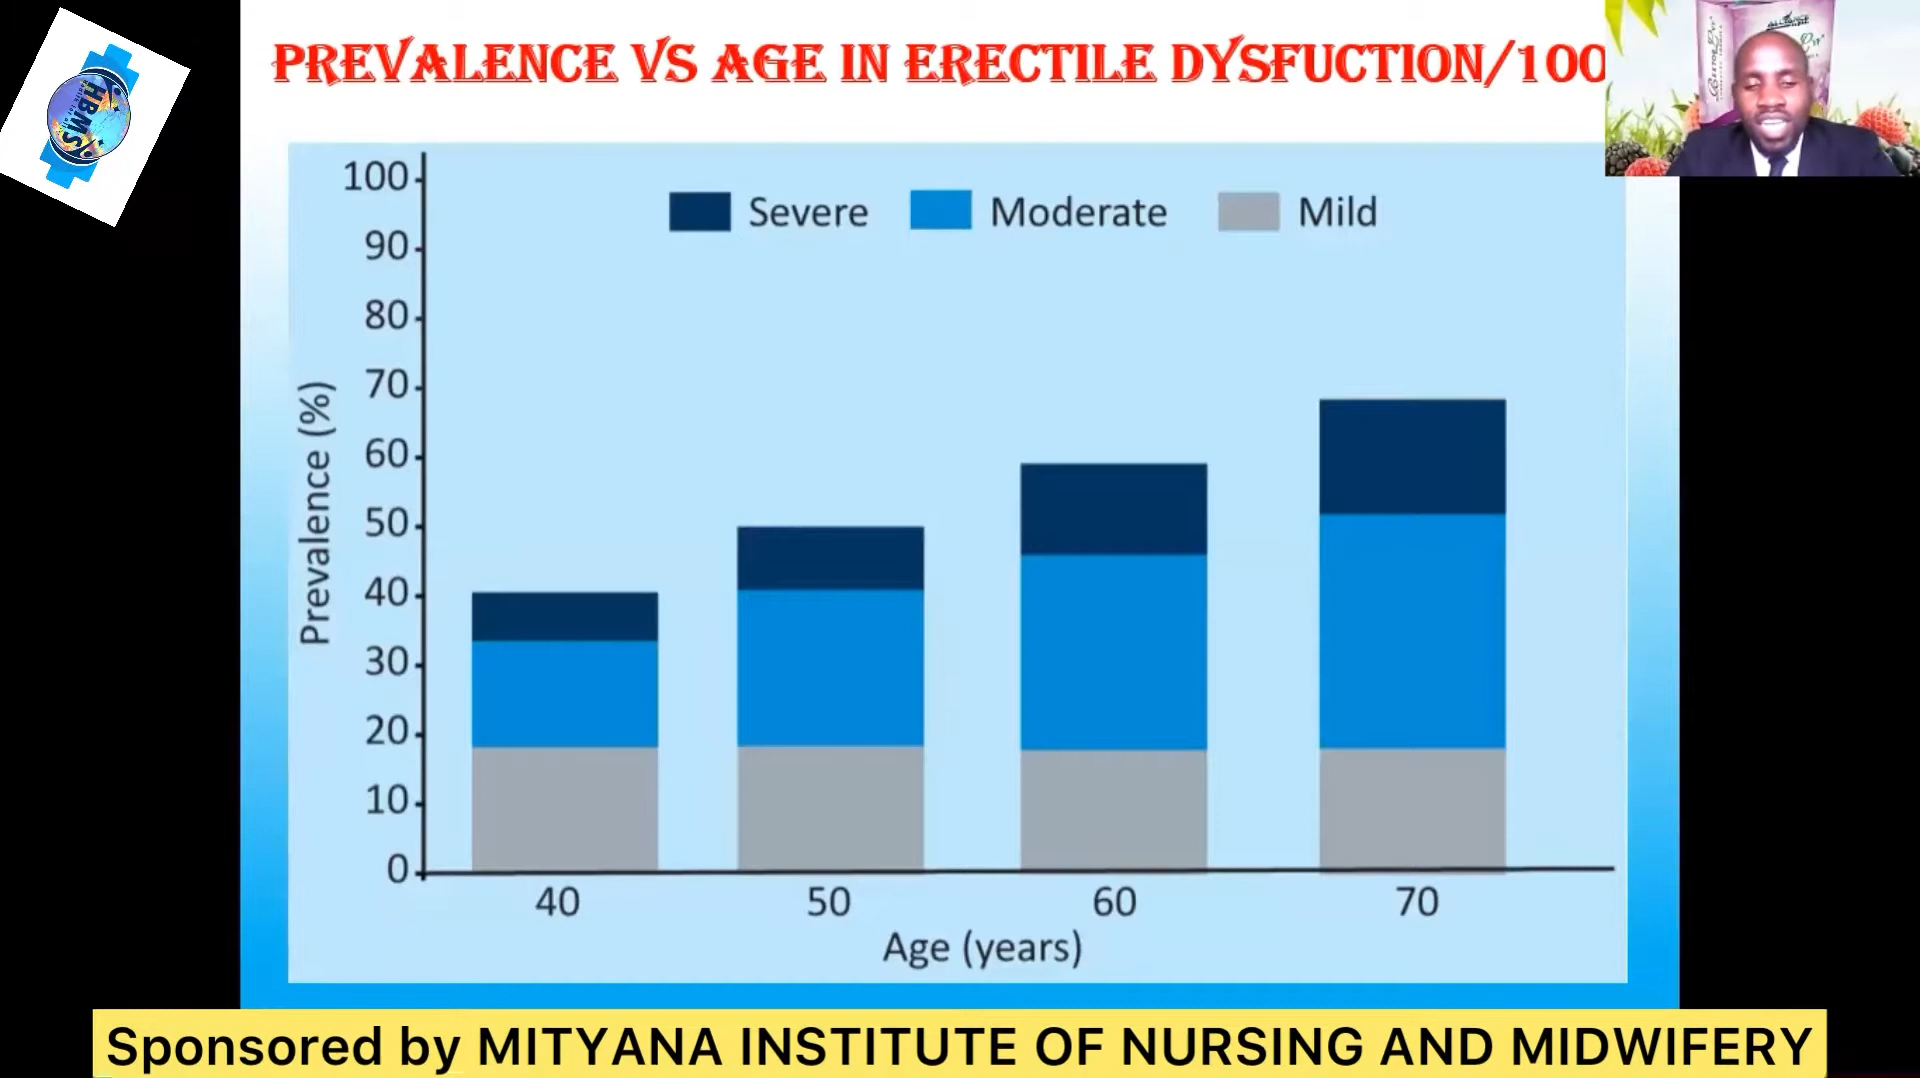 PREVALENCE VS AGE IN ERECTILE DYSFUCTION/100
HBMS
100
90
80
70
60
50
40
30
20
10
0
Prevalence (%)
Severe Moderate Mild
40 50 60 70
Age (years)
Sponsored by MITYANA INSTITUTE OF NURSING AND MIDWIFERY